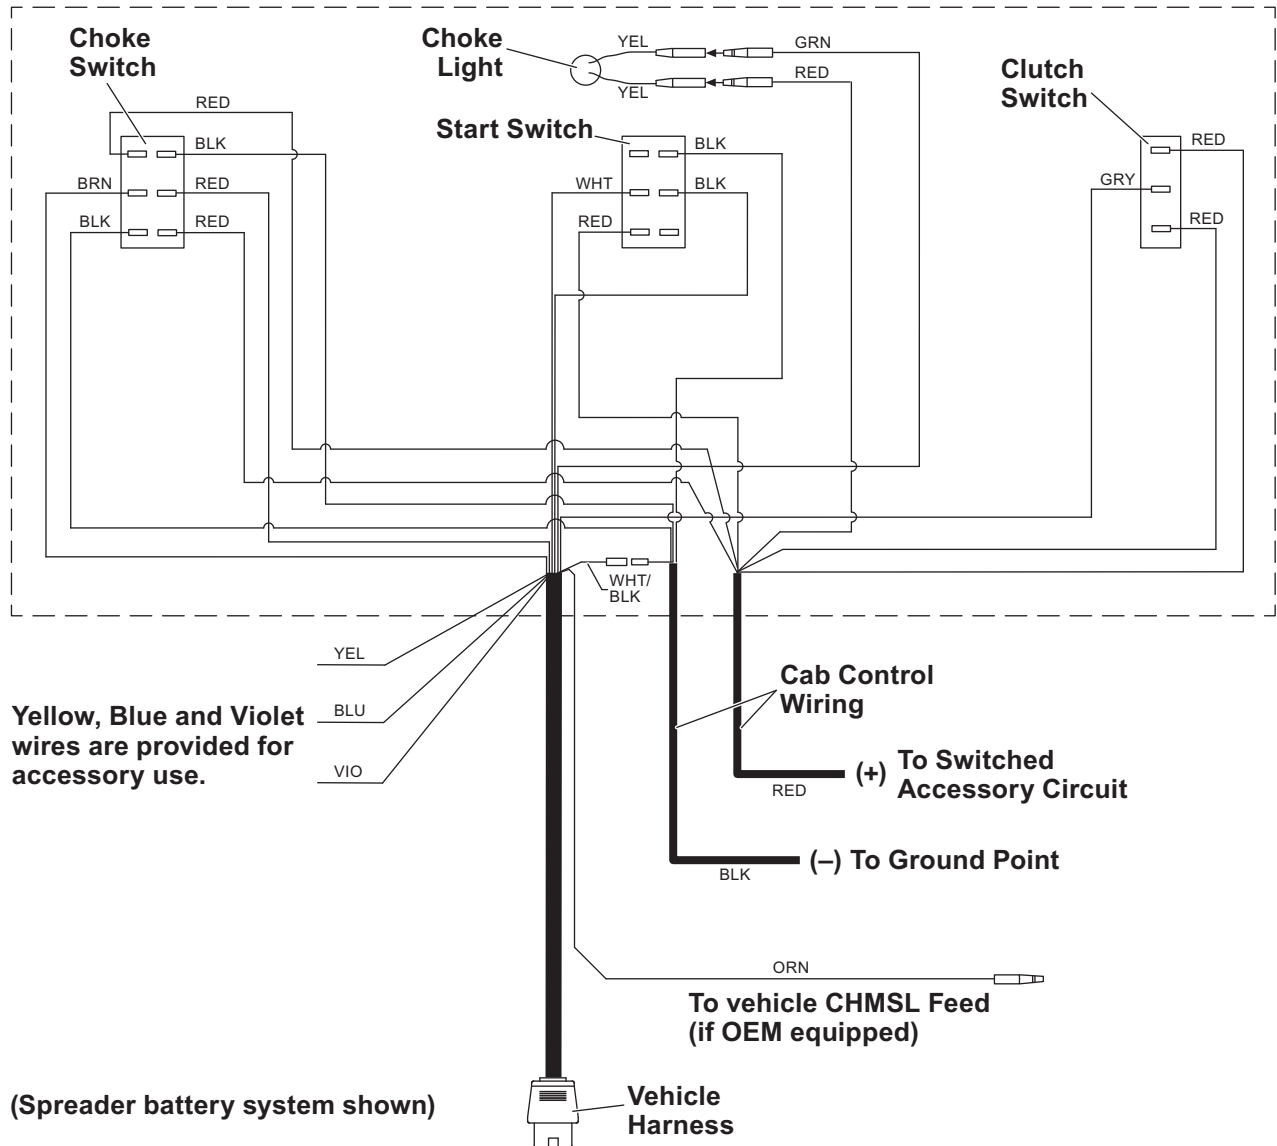 Choke
Switch
Choke
Light
YEL
GRN
RED
YEL
Clutch
Switch
RED
Start Switch
BLK
BLK
RED
BRN
RED
WHT
BLK
GRY
BLK
RED
RED
RED
WHT/
BLK
YEL
BLU
VIO
Yellow, Blue and Violet
wires are provided for
accessory use.
Cab Control
Wiring
(+) To Switched
Accessory Circuit
RED
(–) To Ground Point
BLK
ORN
To vehicle CHMSL Feed
(if OEM equipped)
(Spreader battery system shown)
Vehicle
Harness